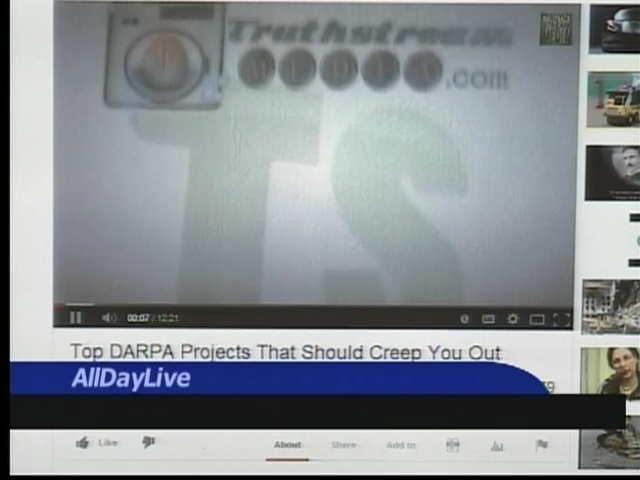 Truthstream
MEDIA.com
TS
00:07 / 12:21
Top DARPA Projects That Should Creep You Out
AllDayLive
Like
About Share Add to